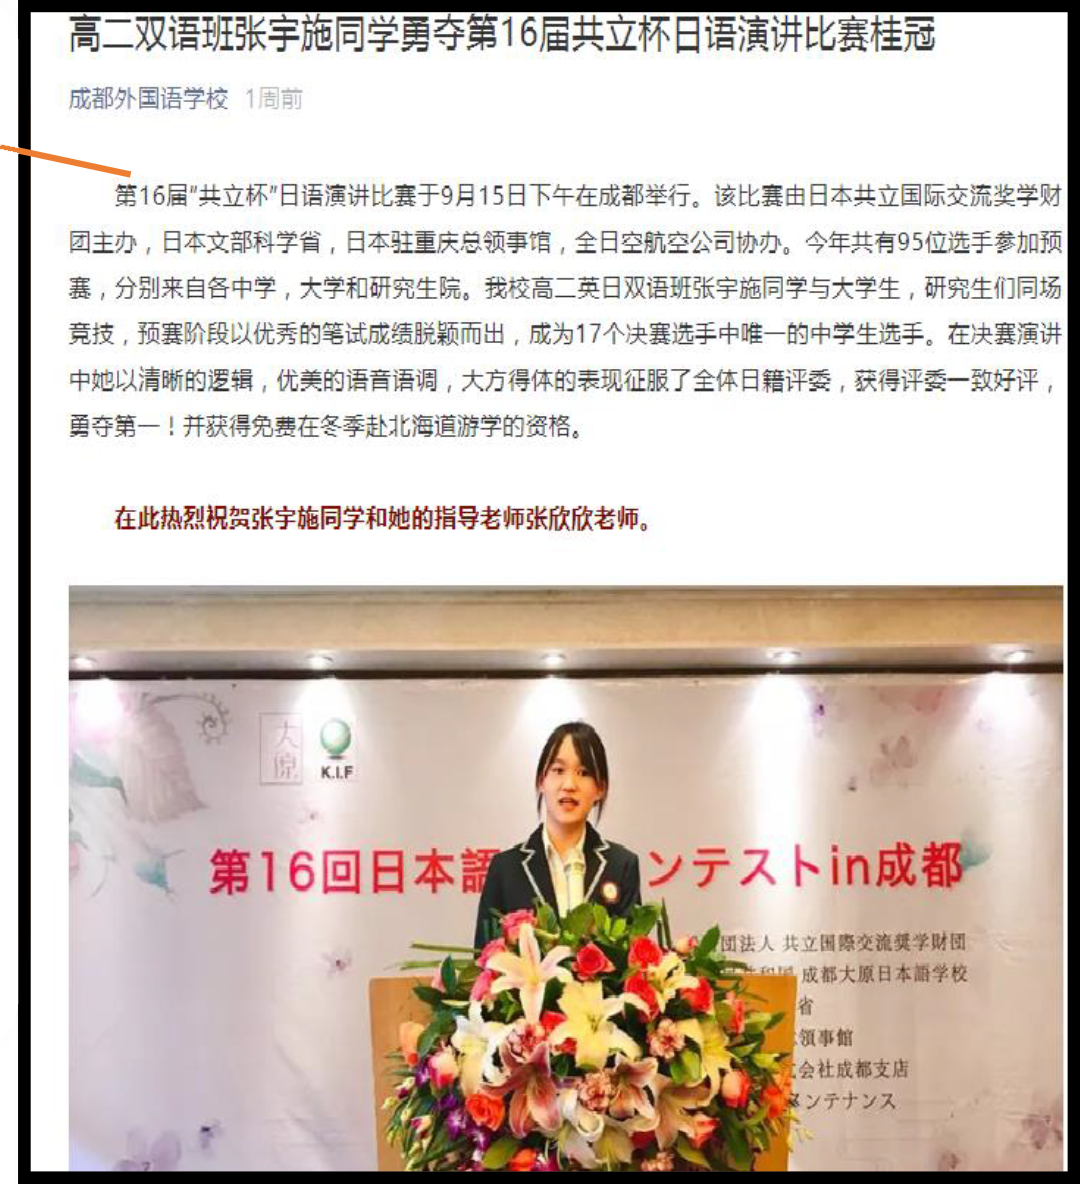 高二双语班张宇施同学勇夺第16届共立杯日语演讲比赛桂冠
成都外国语学校 1周前
第16届“共立杯”日语演讲比赛于9月15日下午在成都举行。该比赛由日本共立国际交流奖学财
团主办，日本文部科学省，日本驻重庆总领事馆，全日空航空公司协办。今年共有95位选手参加预
赛，分别来自各中学，大学和研究生院。我校高二英日双语班张宇施同学与大学生，研究生们同场
竞技，预赛阶段以优秀的笔试成绩脱颖而出，成为17个决赛选手中唯一的中学生选手。在决赛演讲
中她以清晰的逻辑，优美的语音语调，大方得体的表现征服了全体日籍评委，获得评委一致好评，
勇夺第一！并获得免费在冬季赴北海道游学的资格。
在此热烈祝贺张宇施同学和她的指导老师张欣欣老师。
大原
K.I.F
第16回日本語 ンテストin成都
団法人 共立国際交流奨学財団
共和国 成都大原日本語学校
省
領事館
会社成都支店
メンテナンス